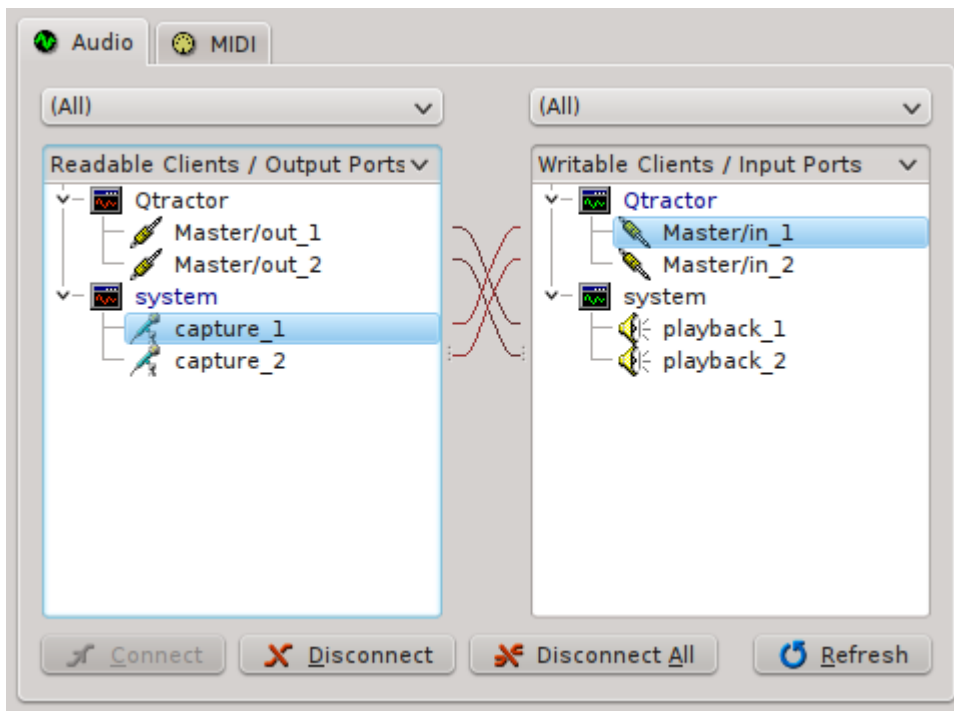 Audio MIDI
(All) (All)
Readable Clients / Output Ports Writable Clients / Input Ports
Qtractor Qtractor
Master/out_1 Master/in_1
Master/out_2 Master/in_2
system system
capture_1 playback_1
capture_2 playback_2
Connect Disconnect Disconnect All Refresh